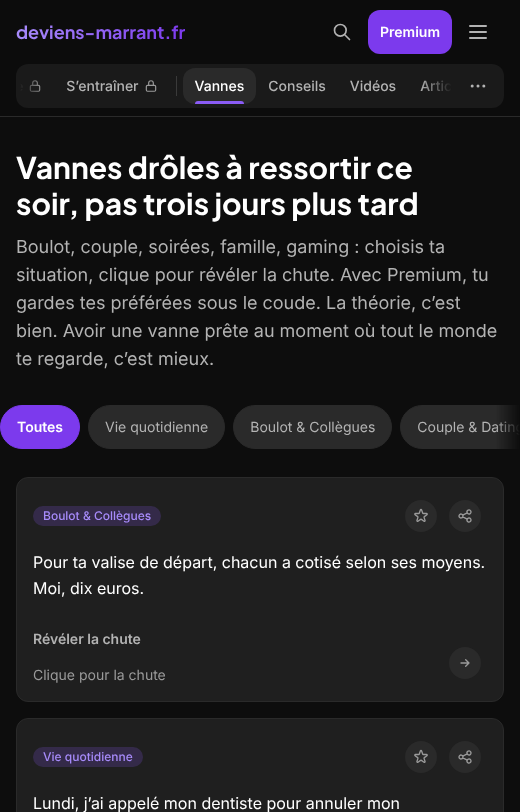 deviens-marrant.fr
Premium
S'entraîner
Vannes
Conseils
Vidéos
Artic
Vannes drôles à ressortir ce
soir, pas trois jours plus tard
Boulot, couple, soirées, famille, gaming : choisis ta
situation, clique pour révéler la chute. Avec Premium, tu
gardes tes préférées sous le coude. La théorie, c'est
bien. Avoir une vanne prête au moment où tout le monde
te regarde, c'est mieux.
Toutes
Vie quotidienne
Boulot & Collègues
Couple & Dating
Boulot & Collègues
Pour ta valise de départ, chacun a cotisé selon ses moyens.
Moi, dix euros.
Révéler la chute
Clique pour la chute
Vie quotidienne
Lundi, j'ai appelé mon dentiste pour annuler mon